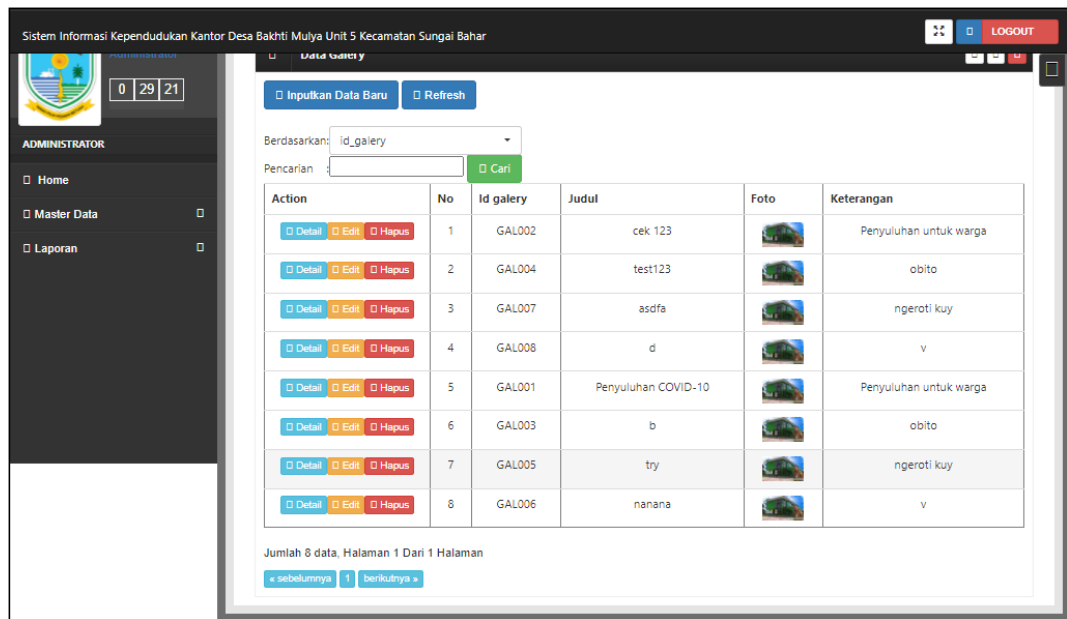 Sistem Informasi Kependudukan Kantor Desa Bakhti Mulya Unit 5 Kecamatan Sungai Bahar
LOGOUT
Administrator
0 29 21
ADMINISTRATOR
Home
Master Data
Laporan
Data Galery
Inputkan Data Baru Refresh
Berdasarkan: id_galery
Pencarian : Cari
Action No Id galery Judul Foto Keterangan
Detail Edit Hapus 1 GAL002 cek 123 Penyuluhan untuk warga
Detail Edit Hapus 2 GAL004 test123 obito
Detail Edit Hapus 3 GAL007 asdfa ngeroti kuy
Detail Edit Hapus 4 GAL008 d v
Detail Edit Hapus 5 GAL001 Penyuluhan COVID-10 Penyuluhan untuk warga
Detail Edit Hapus 6 GAL003 b obito
Detail Edit Hapus 7 GAL005 try ngeroti kuy
Detail Edit Hapus 8 GAL006 nanana v
Jumlah 8 data, Halaman 1 Dari 1 Halaman
« sebelumnya 1 berikutnya »